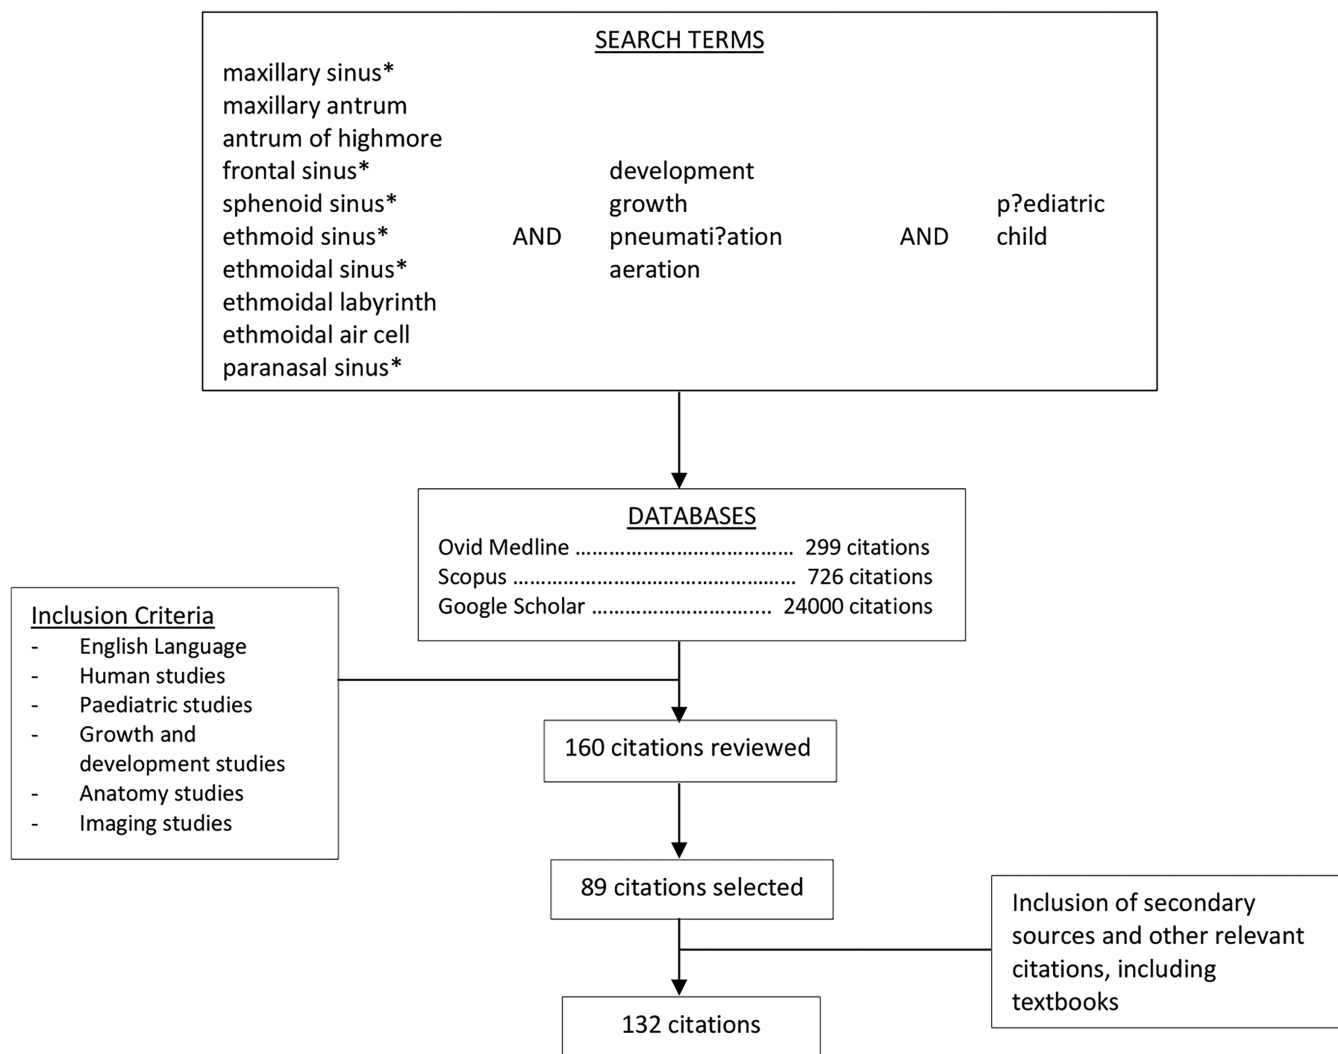 SEARCH TERMS
maxillary sinus*
maxillary antrum
antrum of highmore
frontal sinus* development
sphenoid sinus* growth p?ediatric
ethmoid sinus* AND pneumati?ation AND child
ethmoidal sinus* aeration
ethmoidal labyrinth
ethmoidal air cell
paranasal sinus*
DATABASES
Ovid Medline ………………………………… 299 citations
Scopus ………………………………………….. 726 citations
Google Scholar ………………………….... 24000 citations
Inclusion Criteria
- English Language
- Human studies
- Paediatric studies
- Growth and
development studies
- Anatomy studies
- Imaging studies
160 citations reviewed
89 citations selected
Inclusion of secondary
sources and other relevant
citations, including
textbooks
132 citations